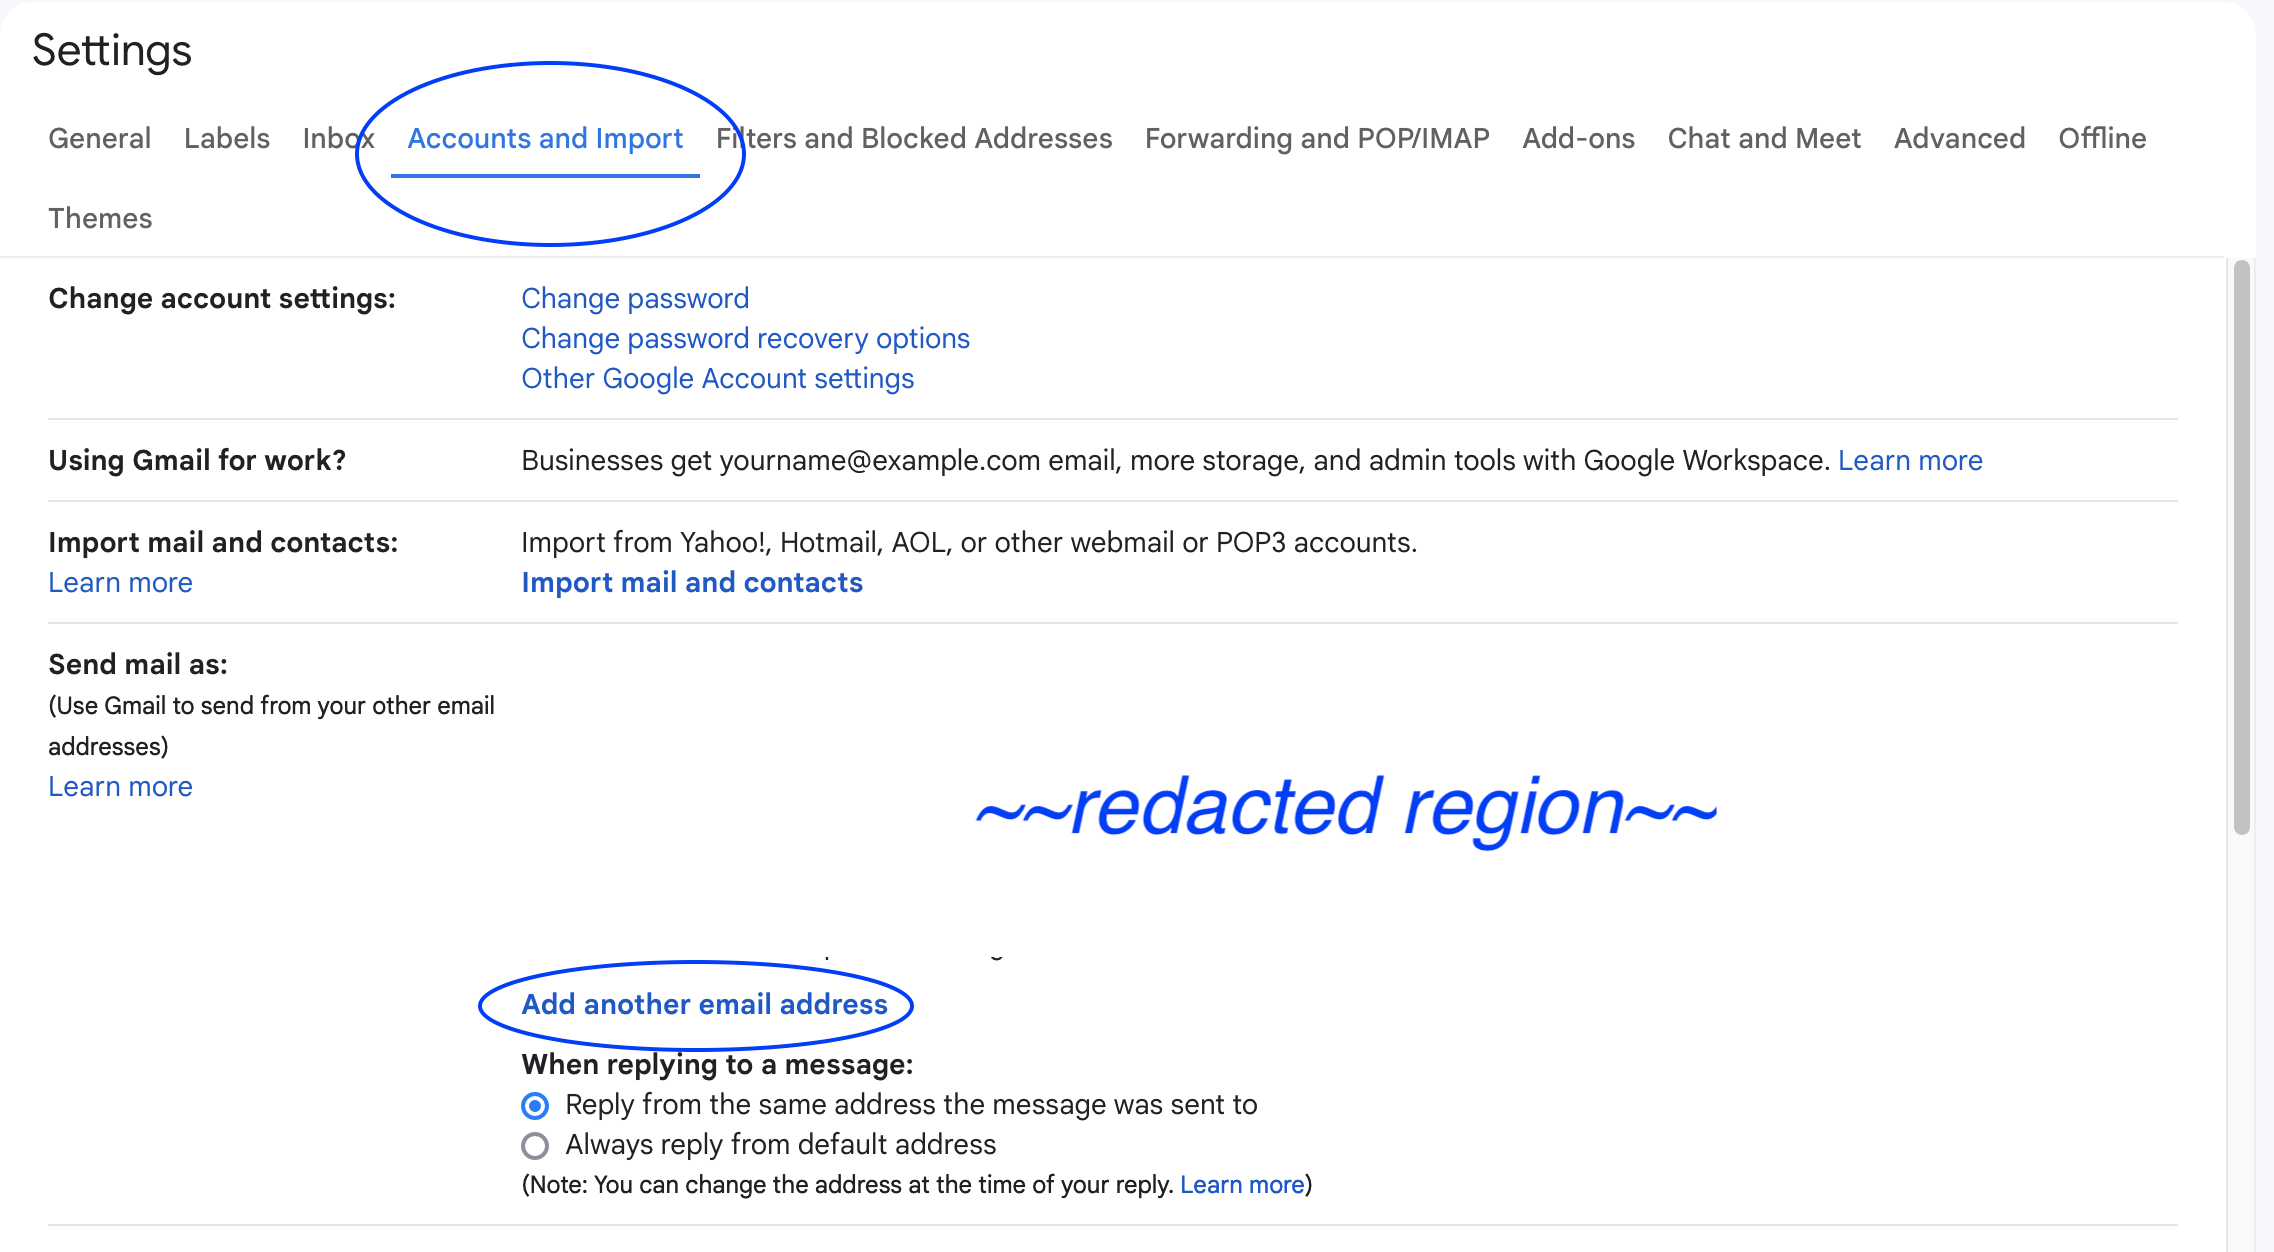 Settings
General Labels Inbox Accounts and Import Filters and Blocked Addresses Forwarding and POP/IMAP Add-ons Chat and Meet Advanced Offline
Themes
Change account settings: Change password
Change password recovery options
Other Google Account settings
Using Gmail for work? Businesses get yourname@example.com email, more storage, and admin tools with Google Workspace. Learn more
Import mail and contacts: Import from Yahoo!, Hotmail, AOL, or other webmail or POP3 accounts.
Learn more Import mail and contacts
Send mail as:
(Use Gmail to send from your other email
addresses)
Learn more
~~redacted region~~
Add another email address
When replying to a message:
Reply from the same address the message was sent to
Always reply from default address
(Note: You can change the address at the time of your reply. Learn more)